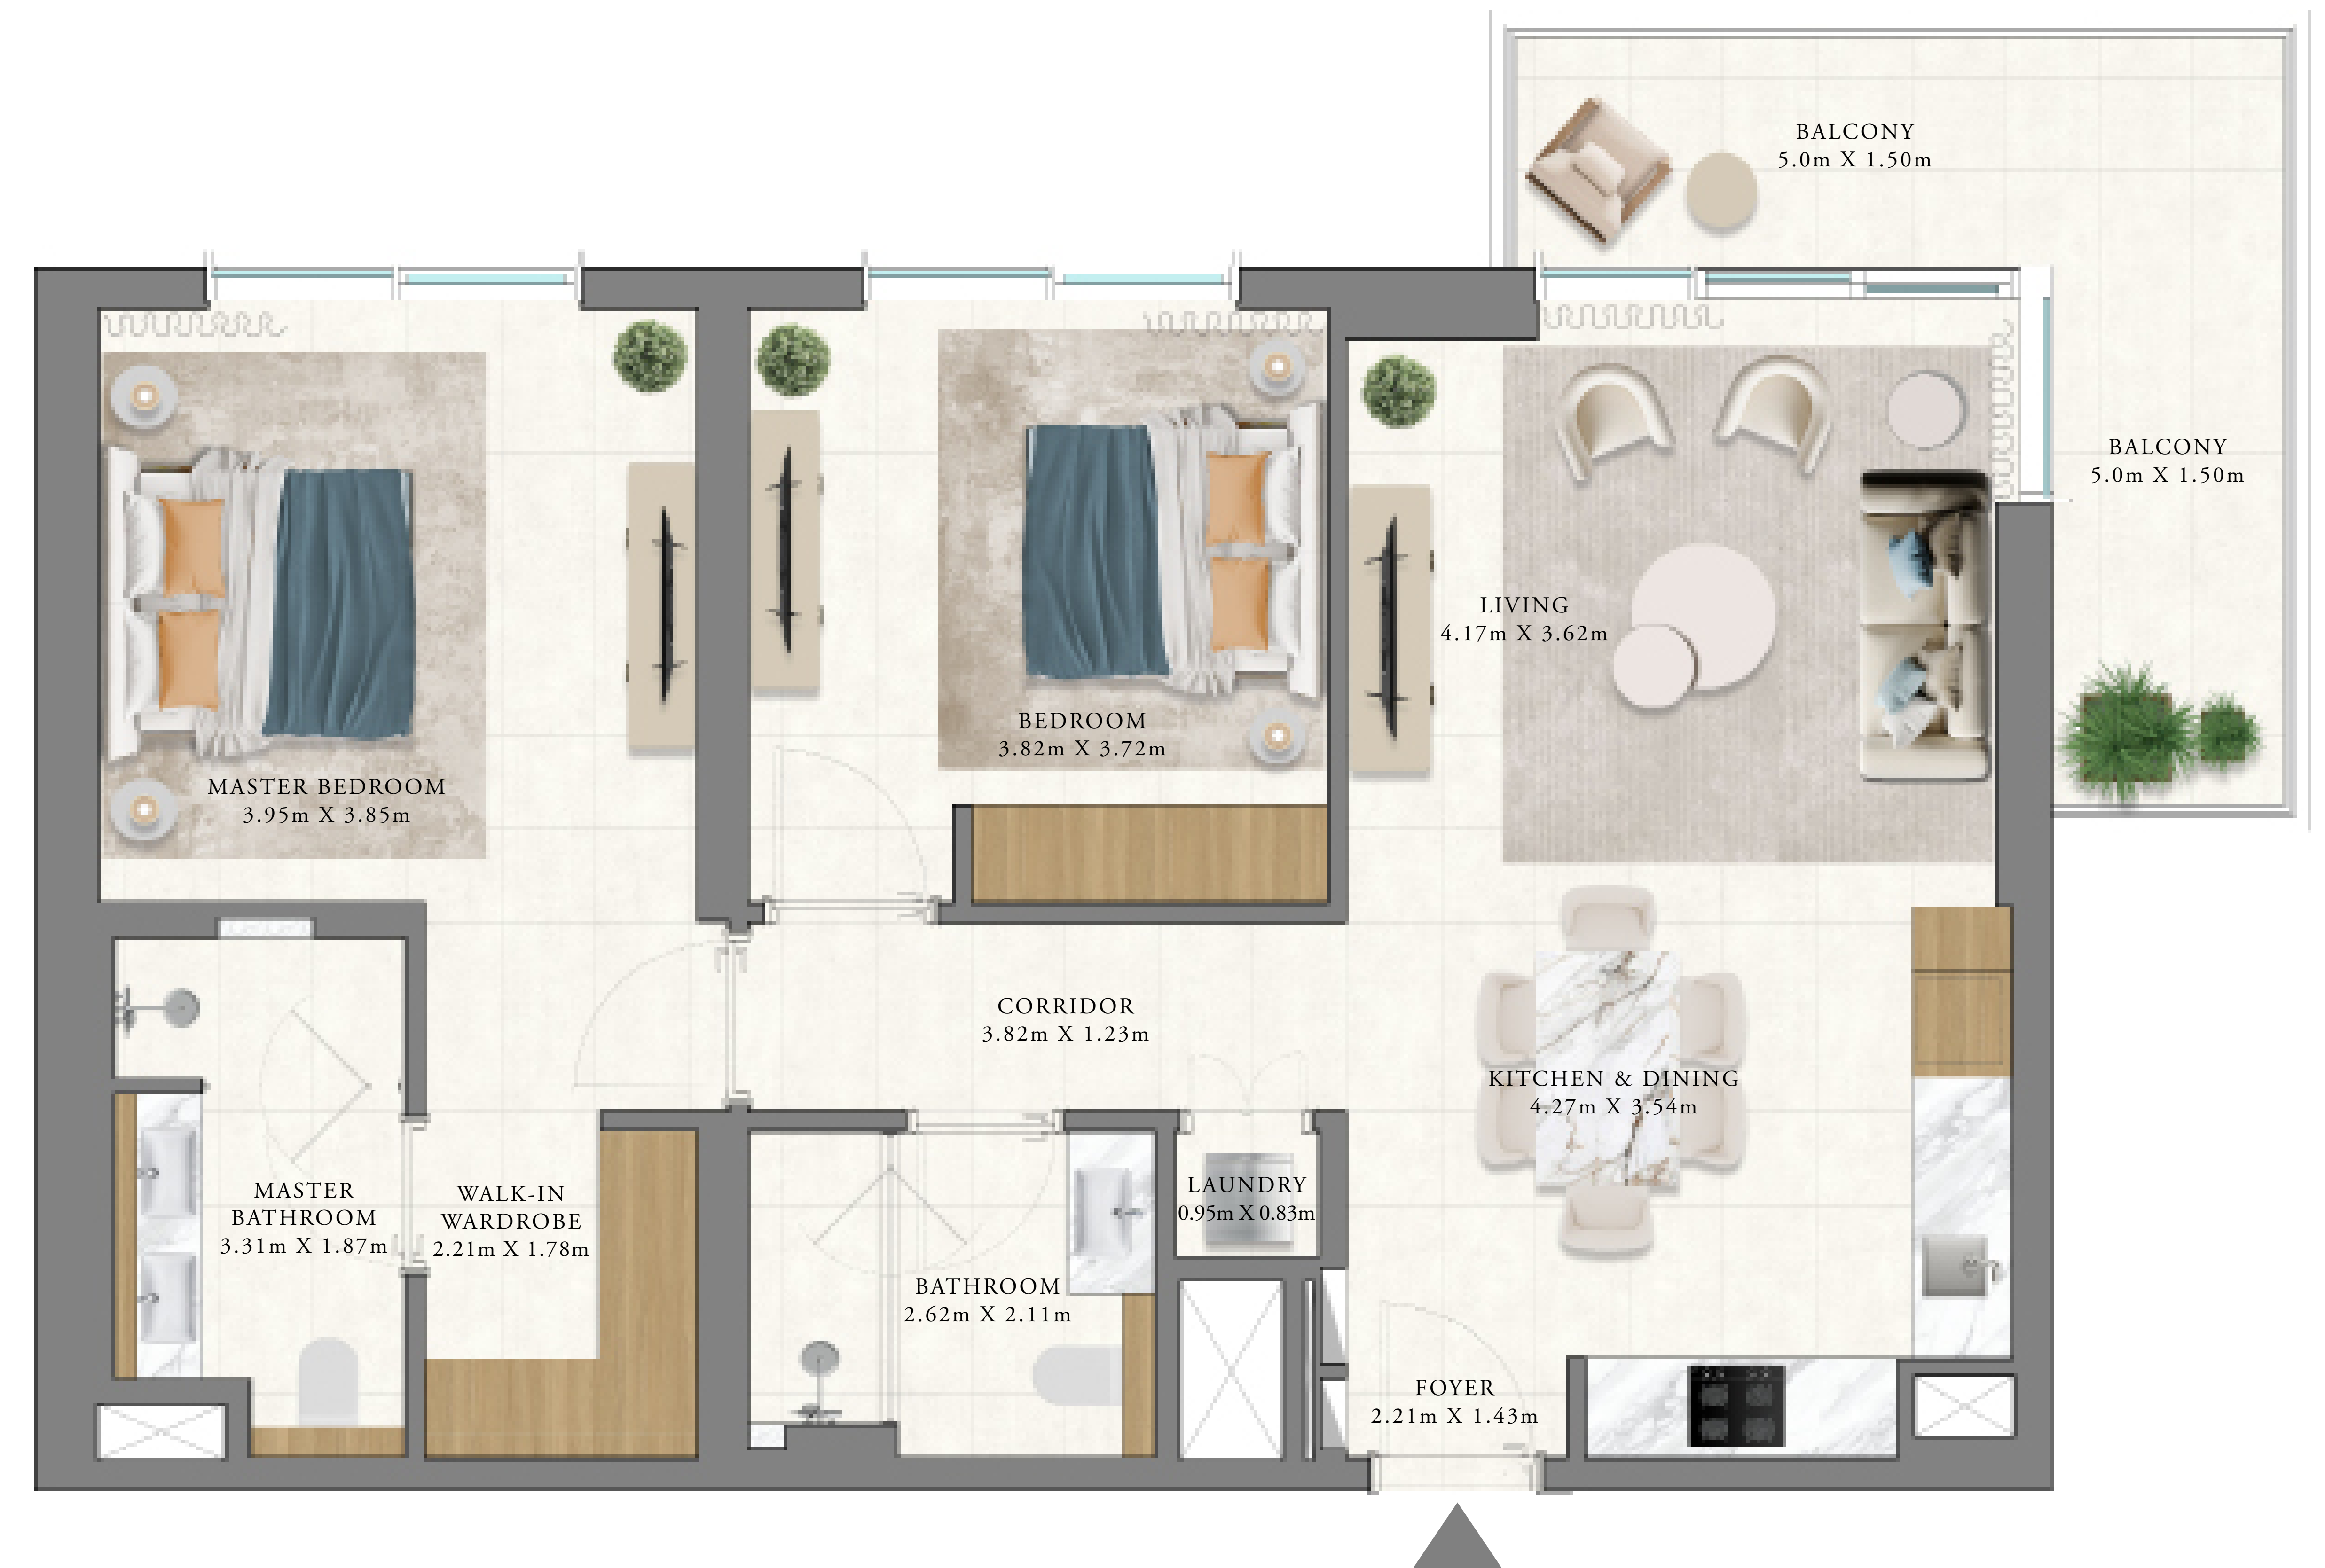 BALCONY
5.0m X 1.50m
BALCONY
5.0m X 1.50m
LIVING
4.17m X 3.62m
BEDROOM
3.82m X 3.72m
MASTER BEDROOM
3.95m X 3.85m
CORRIDOR
3.82m X 1.23m
KITCHEN & DINING
4.27m X 3.54m
MASTER
BATHROOM
3.31m X 1.87m
WALK-IN
WARDROBE
2.21m X 1.78m
LAUNDRY
0.95m X 0.83m
BATHROOM
2.62m X 2.11m
FOYER
2.21m X 1.43m